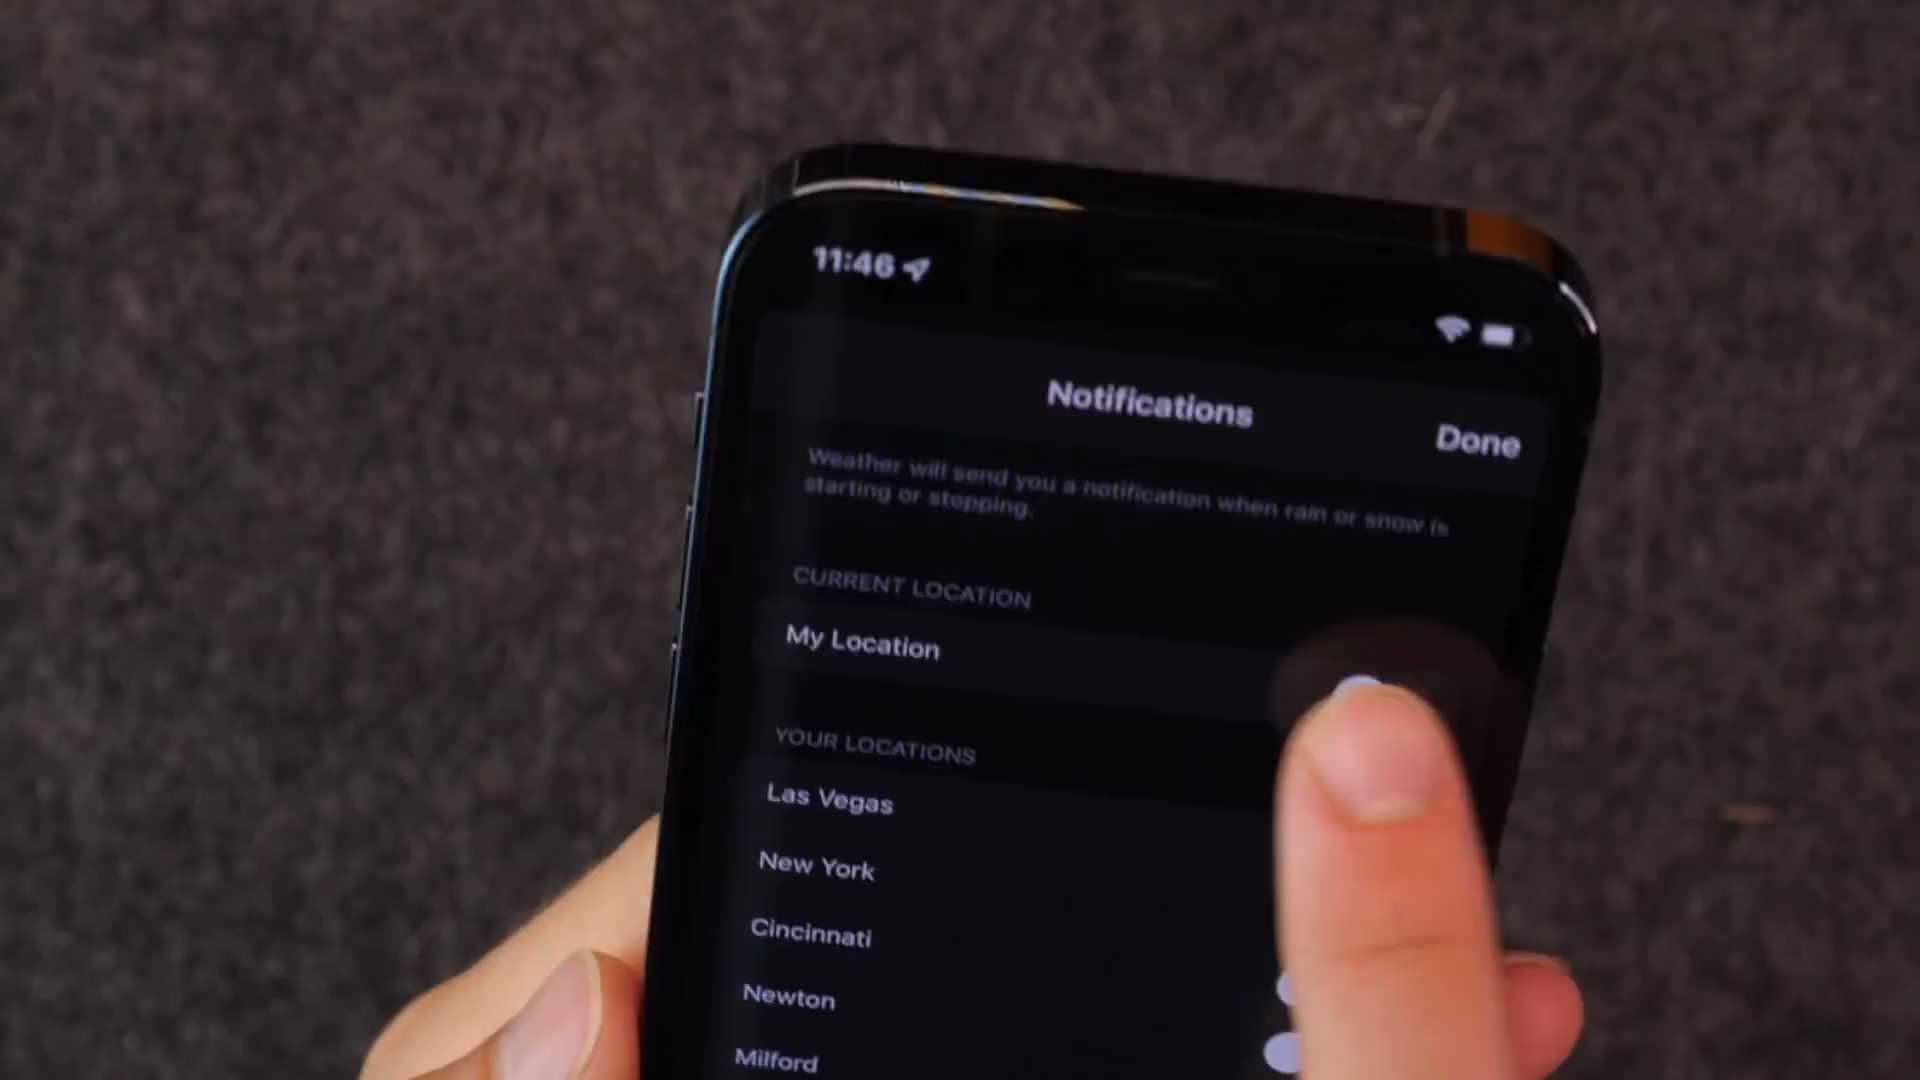 11:46
Notifications
Done
Weather will send you a notification when rain or snow is
starting or stopping.
CURRENT LOCATION
My Location
YOUR LOCATIONS
Las Vegas
New York
Cincinnati
Newton
Milford